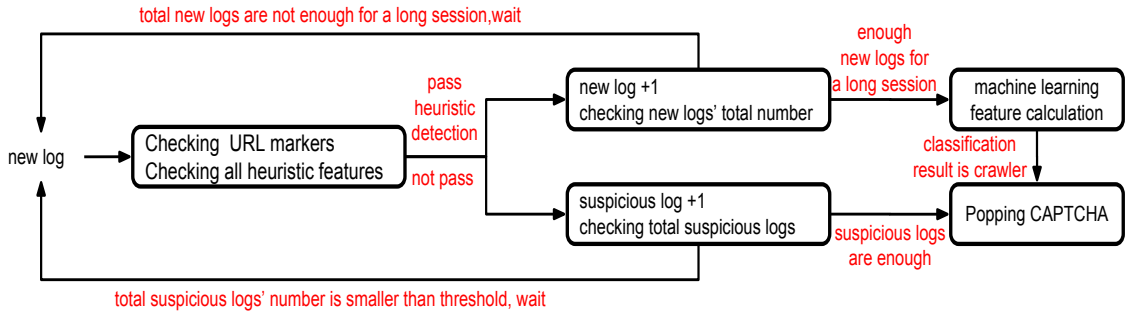 total new logs are not enough for a long session,wait
enough
new logs for
a long session
pass
heuristic
detection
not pass
new log +1
checking new logs' total number
machine learning
feature calculation
new log
Checking URL markers
Checking all heuristic features
classification
result is crawler
suspicious log +1
checking total suspicious logs
Popping CAPTCHA
suspicious logs
are enough
total suspicious logs' number is smaller than threshold, wait